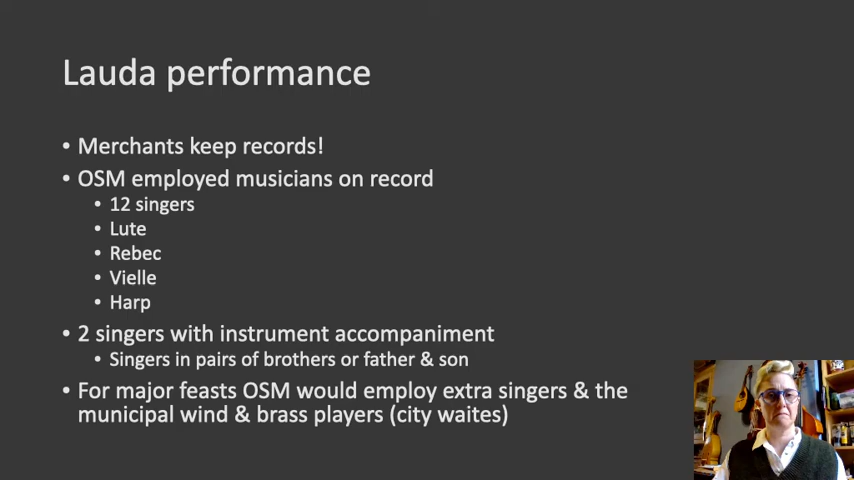 Lauda performance
• Merchants keep records!
• OSM employed musicians on record
• 12 singers
• Lute
• Rebec
• Vielle
• Harp
• 2 singers with instrument accompaniment
• Singers in pairs of brothers or father & son
• For major feasts OSM would employ extra singers & the
municipal wind & brass players (city waites)